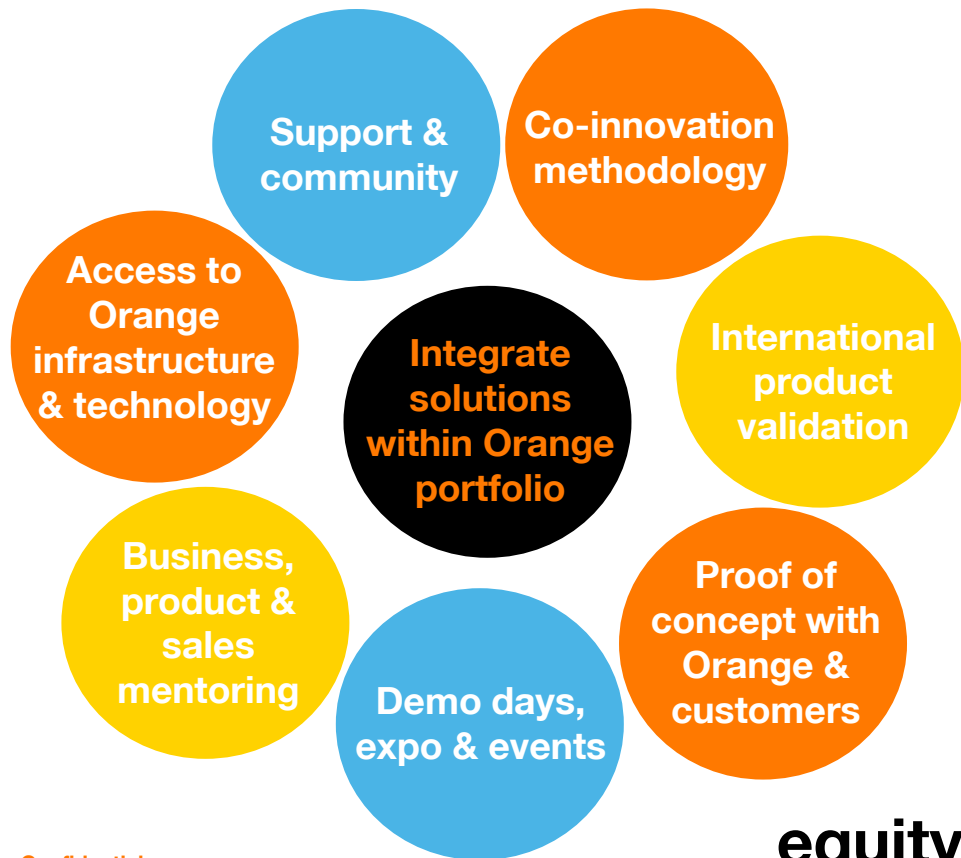 Support &
community
Co-innovation
methodology
Access to
Orange
infrastructure
& technology
Integrate
solutions
within Orange
portfolio
International
product
validation
Business,
product &
sales
mentoring
Proof of
concept with
Orange &
customers
Demo days,
expo & events
equity